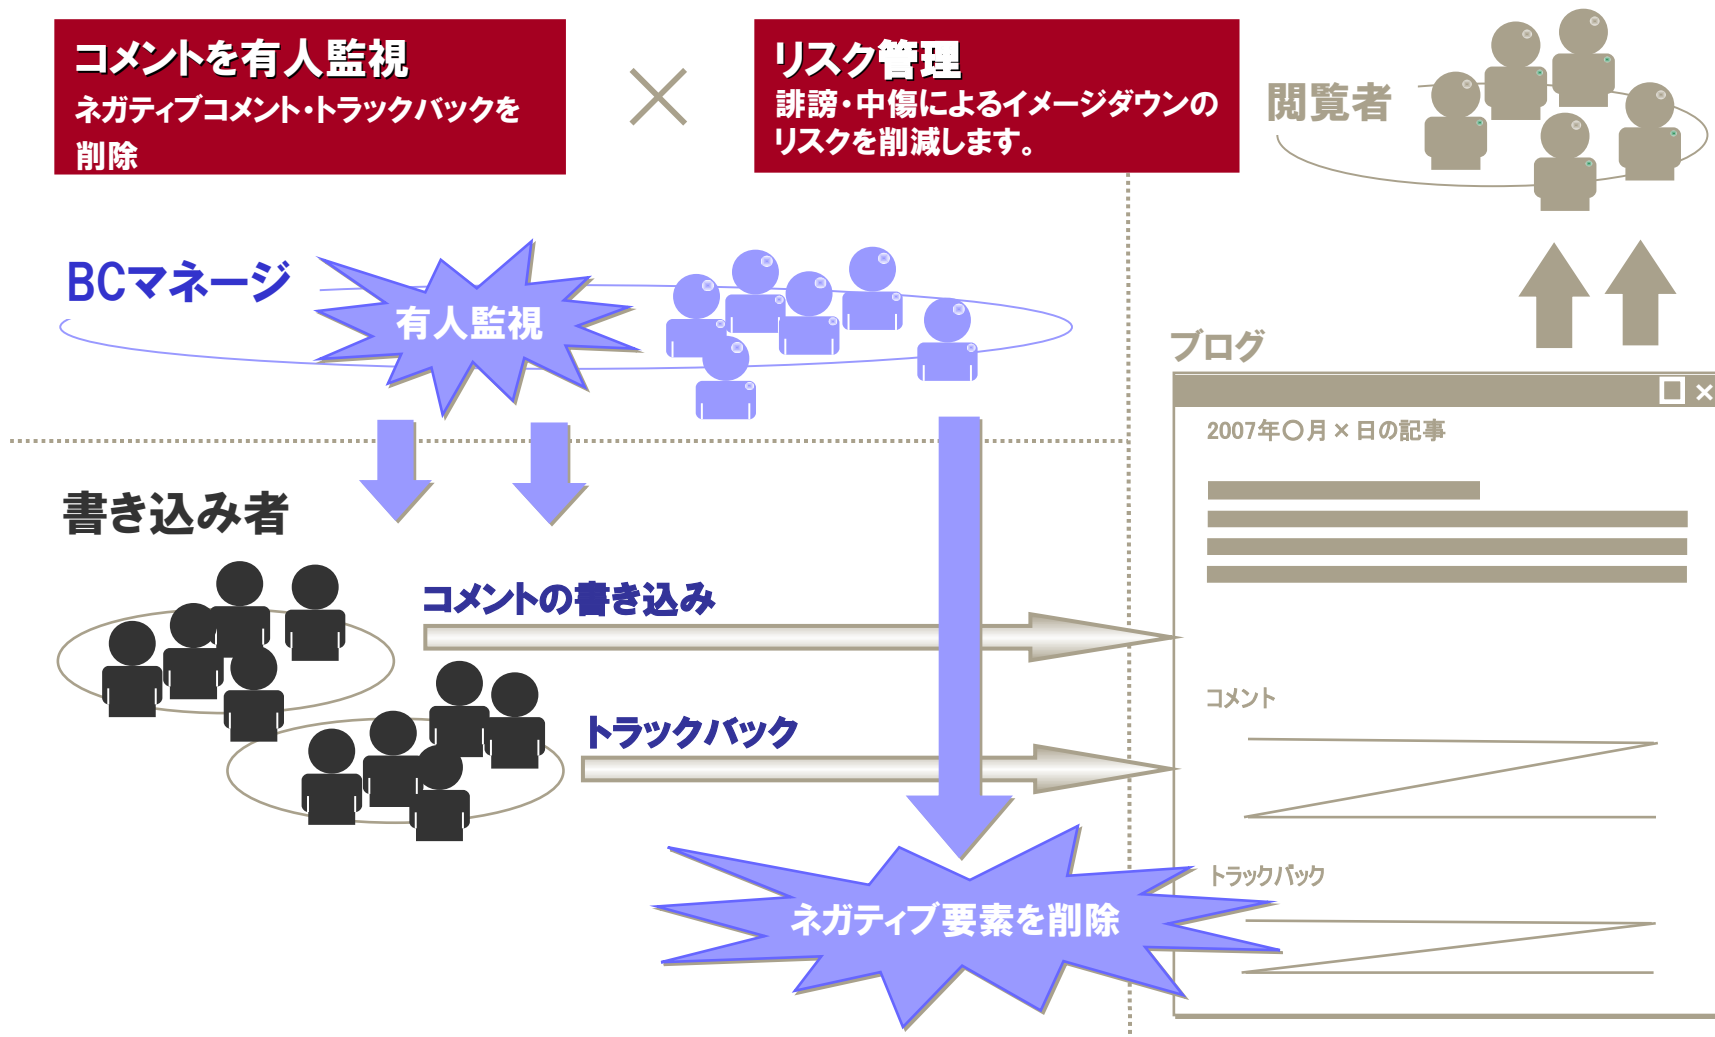 コメントを有人監視
ネガティブコメント・トラックバックを
削除
リスク管理
誹謗・中傷によるイメージダウンの
リスクを削減します。
閲覧者
BCマネージ
有人監視
ブログ
2007年〇月×日の記事
書き込み者
コメントの書き込み
トラックバック
コメント
トラックバック
ネガティブ要素を削除